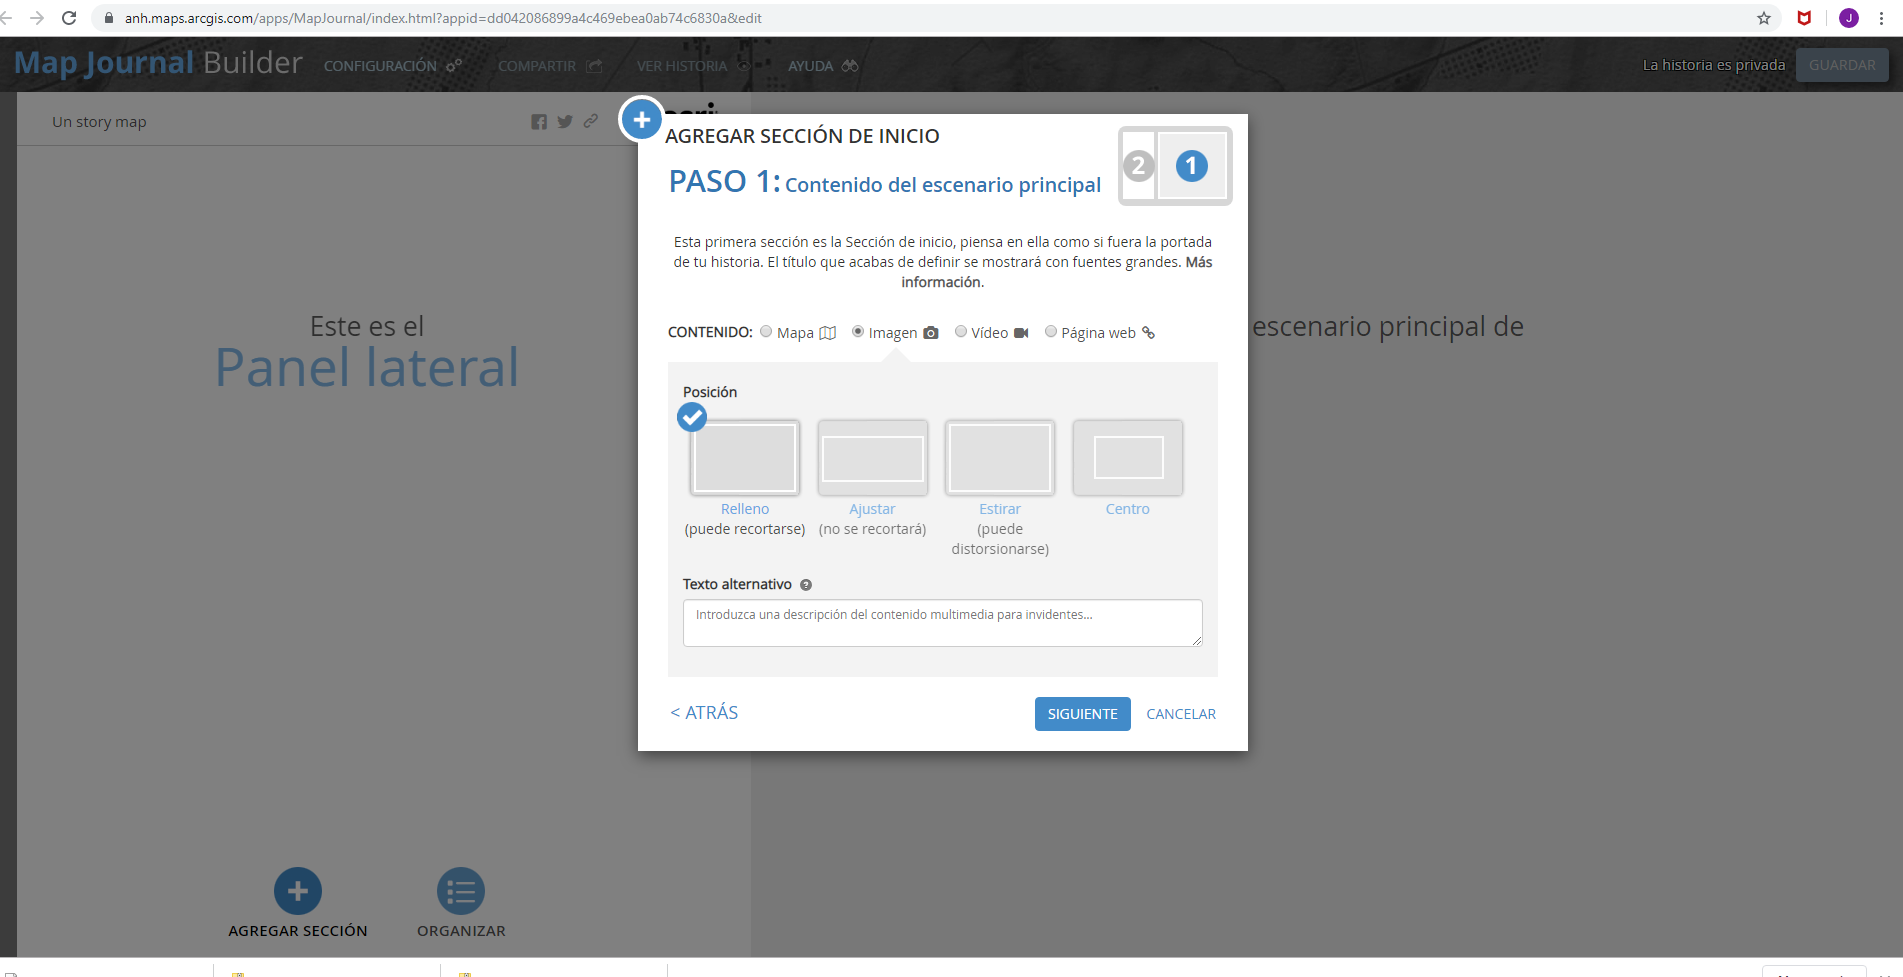 anh.maps.arcgis.com/apps/MapJournal/index.html?appid=dd042086899a4c469ebea0ab74c6830a&edit
J
Map Journal Builder
CONFIGURACIÓN
COMPARTIR
VER HISTORIA
AYUDA
La historia es privada
GUARDAR
Un story map
AGREGAR SECCIÓN DE INICIO
PASO 1: Contenido del escenario principal
2
1
Esta primera sección es la Sección de inicio, piensa en ella como si fuera la portada
de tu historia. El título que acabas de definir se mostrará con fuentes grandes. Más
información.
Este es el
Panel lateral
escenario principal de
CONTENIDO: Mapa Imagen Vídeo Página web
Posición
Relleno
(puede recortarse)
Ajustar
(no se recortará)
Estirar
(puede
distorsionarse)
Centro
Texto alternativo
Introduzca una descripción del contenido multimedia para invidentes...
< ATRÁS
SIGUIENTE
CANCELAR
AGREGAR SECCIÓN
ORGANIZAR